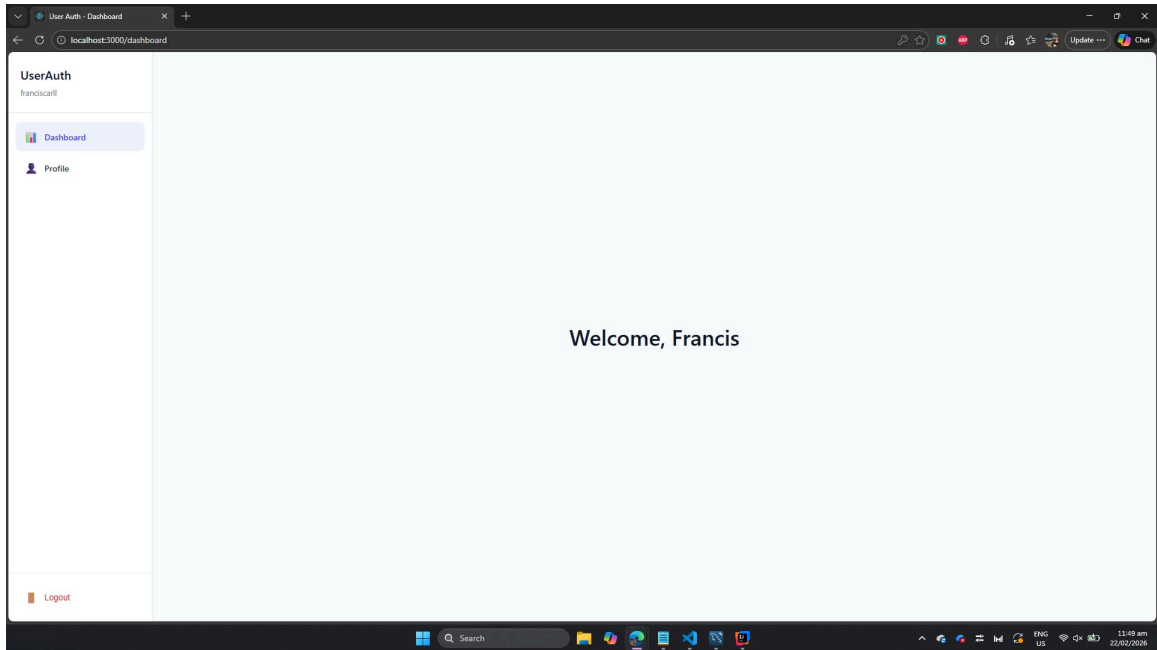 User Auth - Dashboard
localhost:3000/dashboard
ABP
Update
Chat
UserAuth
franciscarll
Dashboard
Profile
Welcome, Francis
Logout
Search
ENG
US
11:49 am
22/02/2026